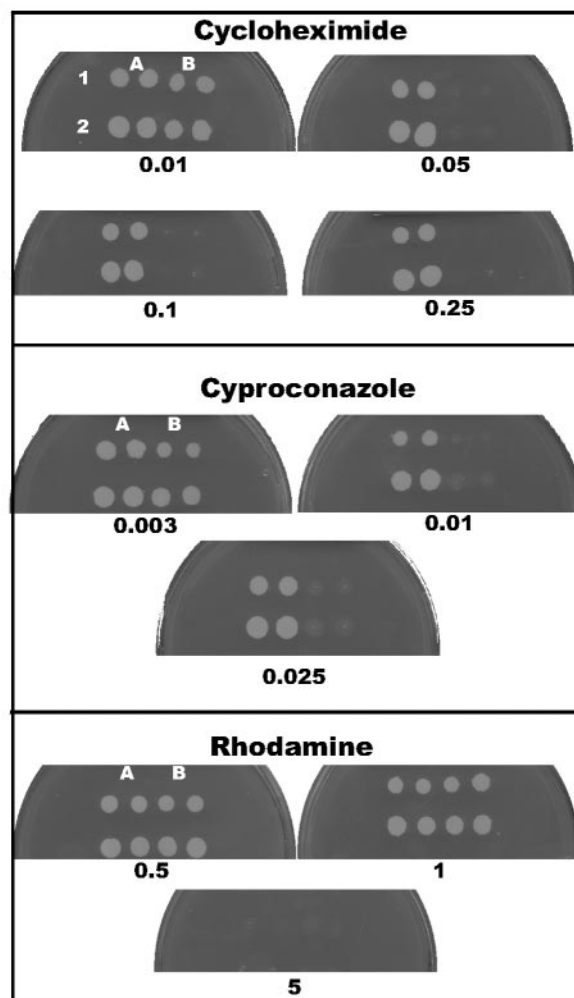 Cycloheximide
A B
1
2
0.01 0.05
0.1 0.25
Cyproconazole
A B
0.003 0.01
0.025
Rhodamine
A B
0.5 1
5